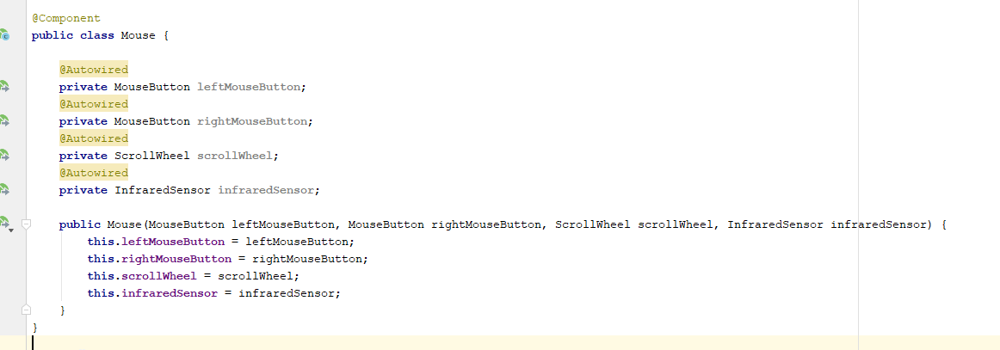 @Component
public class Mouse {
@Autowired
private MouseButton leftMouseButton;
@Autowired
private MouseButton rightMouseButton;
@Autowired
private ScrollWheel scrollWheel;
@Autowired
private InfraredSensor infraredSensor;
public Mouse(MouseButton leftMouseButton, MouseButton rightMouseButton, ScrollWheel scrollWheel, InfraredSensor infraredSensor) {
this.leftMouseButton = leftMouseButton;
this.rightMouseButton = rightMouseButton;
this.scrollWheel = scrollWheel;
this.infraredSensor = infraredSensor;
}
}